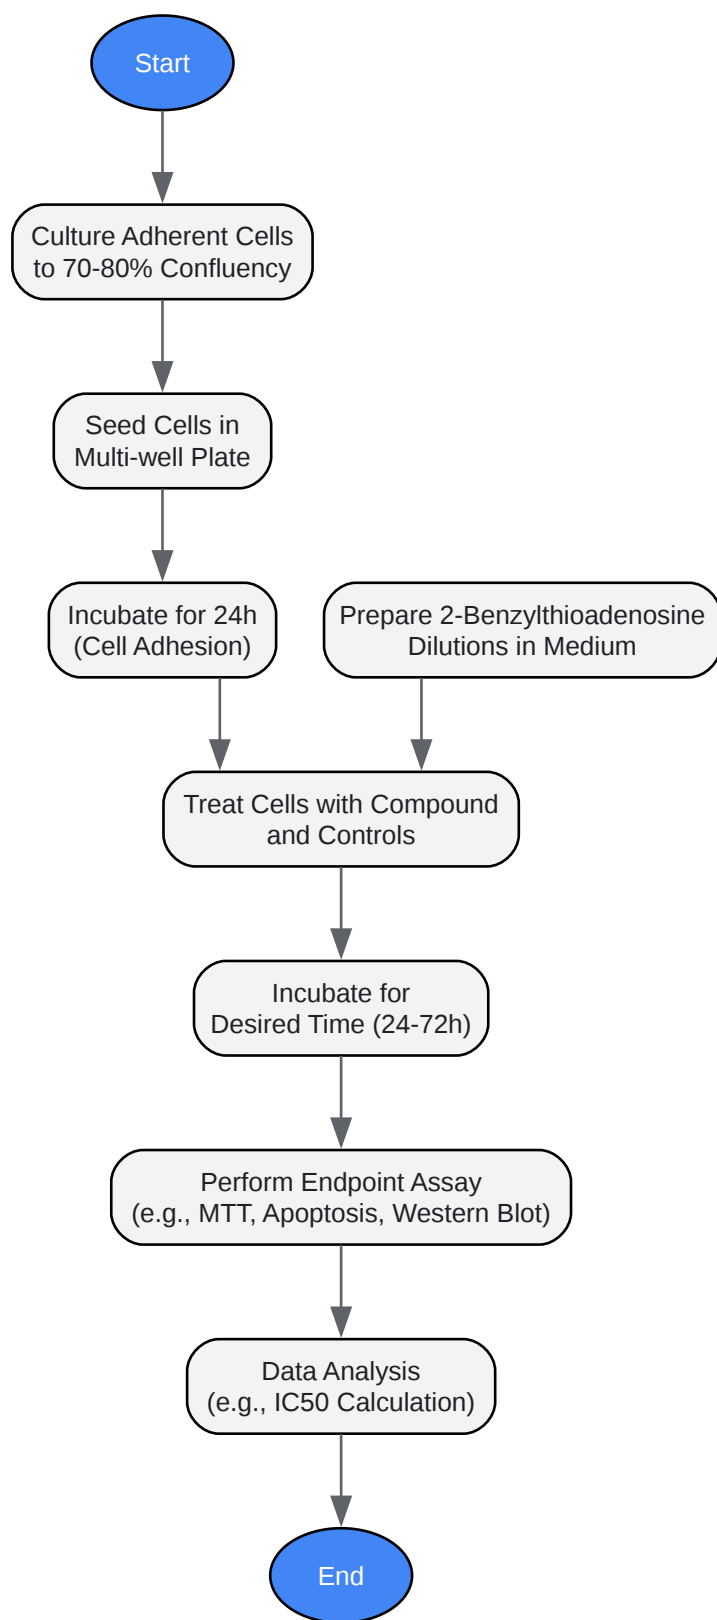 Start
Culture Adherent Cells
to 70-80% Confluency
Seed Cells in
Multi-well Plate
Incubate for 24h
(Cell Adhesion)
Prepare 2-Benzylthioadenosine
Dilutions in Medium
Treat Cells with Compound
and Controls
Incubate for
Desired Time (24-72h)
Perform Endpoint Assay
(e.g., MTT, Apoptosis, Western Blot)
Data Analysis
(e.g., IC50 Calculation)
End